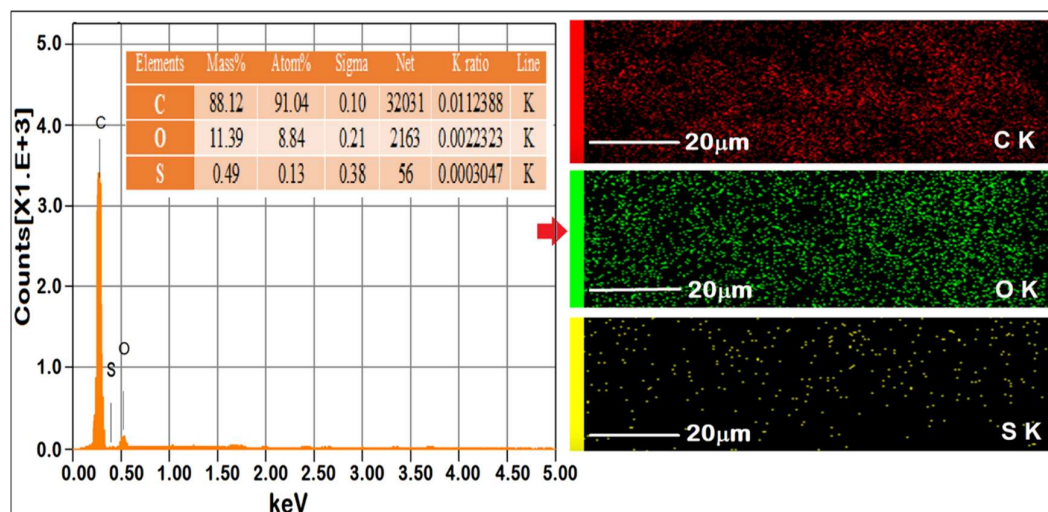 Counts[X1.E+3]
5.0
4.0
3.0
2.0
1.0
0.0
0.00 0.50 1.00 1.50 2.00 2.50 3.00 3.50 4.00 4.50 5.00
keV
C
S
O
Elements Mass% Atom% Sigma Net K ratio Line
C 88.12 91.04 0.10 32031 0.0112388 K
O 11.39 8.84 0.21 2163 0.0022323 K
S 0.49 0.13 0.38 56 0.0003047 K
20μm C K
20μm O K
20μm S K